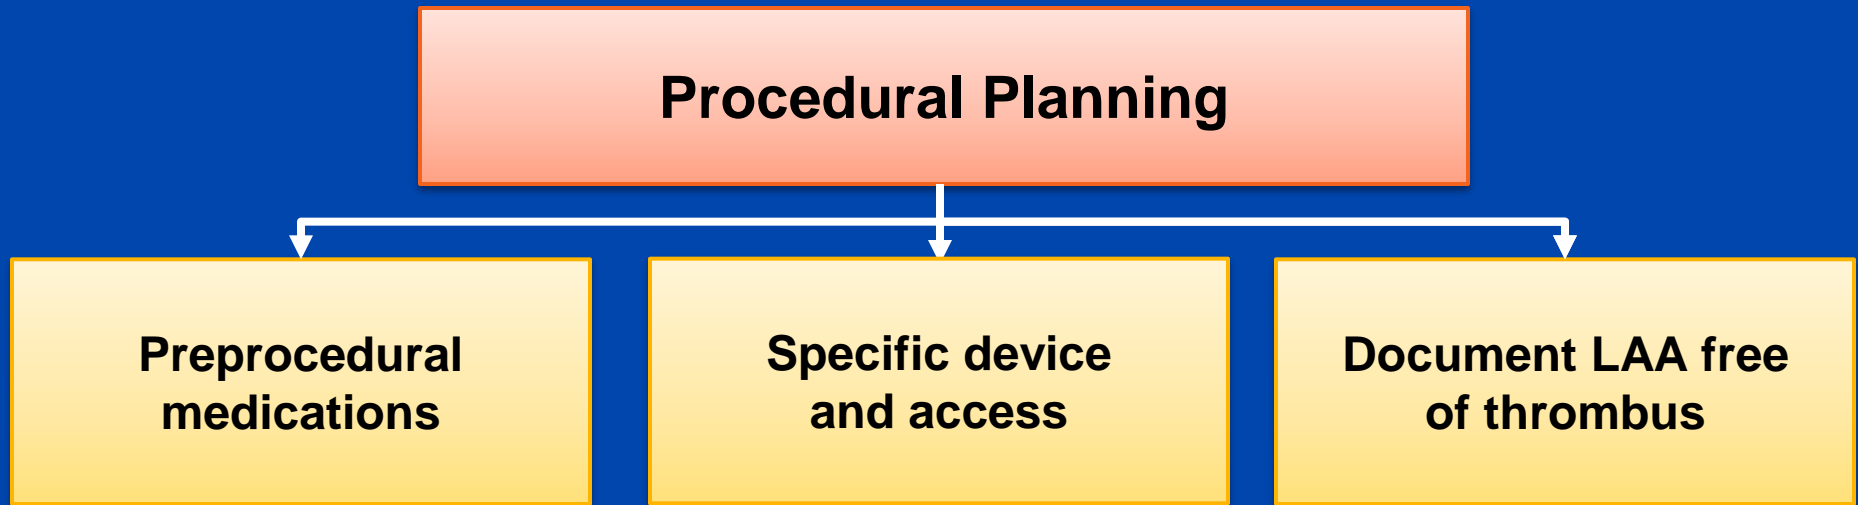 Procedural Planning
Preprocedural
medications
Specific device
and access
Document LAA free
of thrombus